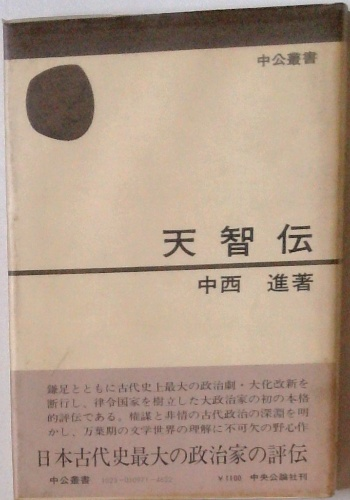 中公叢書
天智伝
中西 進著
鎌足とともに古代史上最大の政治劇・大化改新を
断行し、律令国家を樹立した大政治家の初の本格
的評伝である。権謀と非情の古代政治の深淵を明
かし、万葉期の文学世界の理解に不可欠の野心作
日本古代史最大の政治家の評伝
中公叢書 ¥1100 中央公論社刊